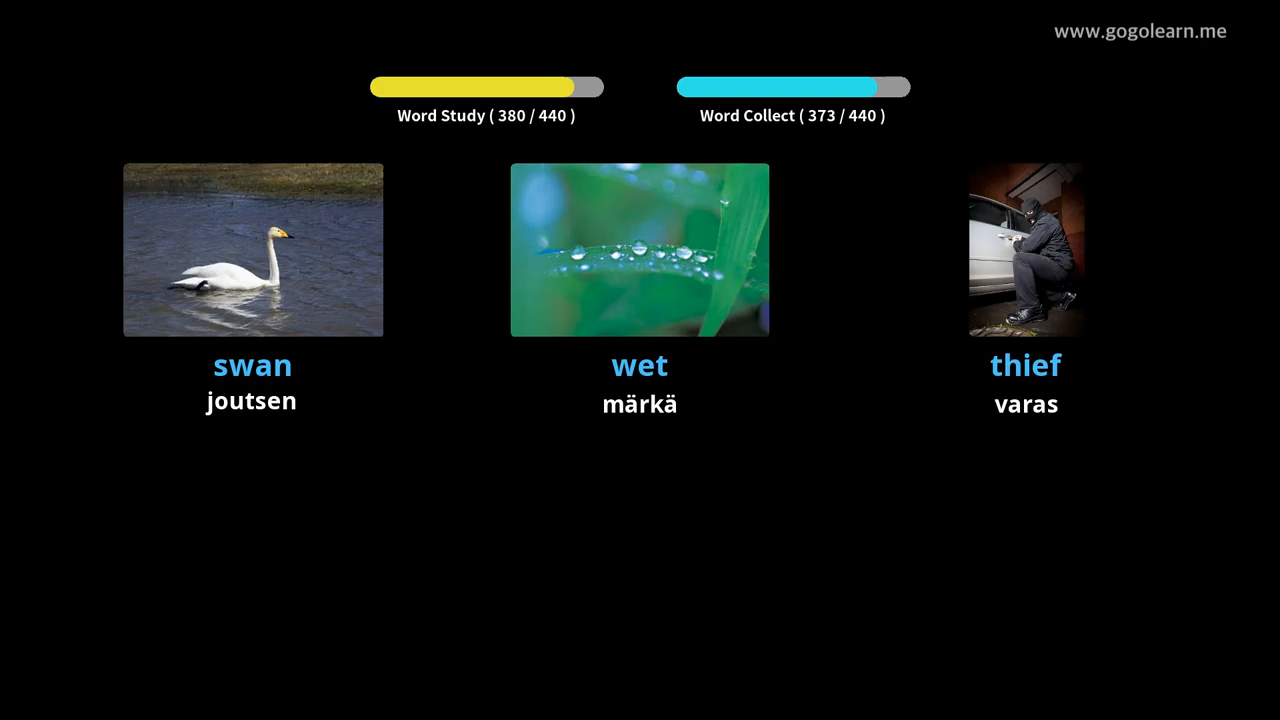 www.gogolearn.me
Word Study ( 380 / 440 )
Word Collect ( 373 / 440 )
swan
joutsen
wet
märkä
thief
varas